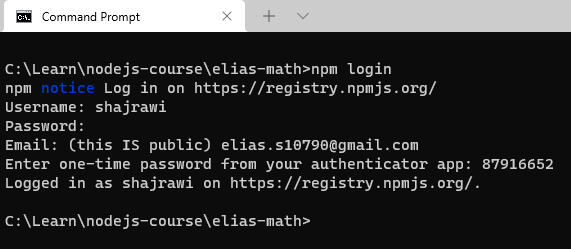 Command Prompt
C:\Learn\nodejs-course\elias-math>npm login
npm notice Log in on https://registry.npmjs.org/
Username: shajrawi
Password:
Email: (this IS public) elias.s10790@gmail.com
Enter one-time password from your authenticator app: 87916652
Logged in as shajrawi on https://registry.npmjs.org/.
C:\Learn\nodejs-course\elias-math>